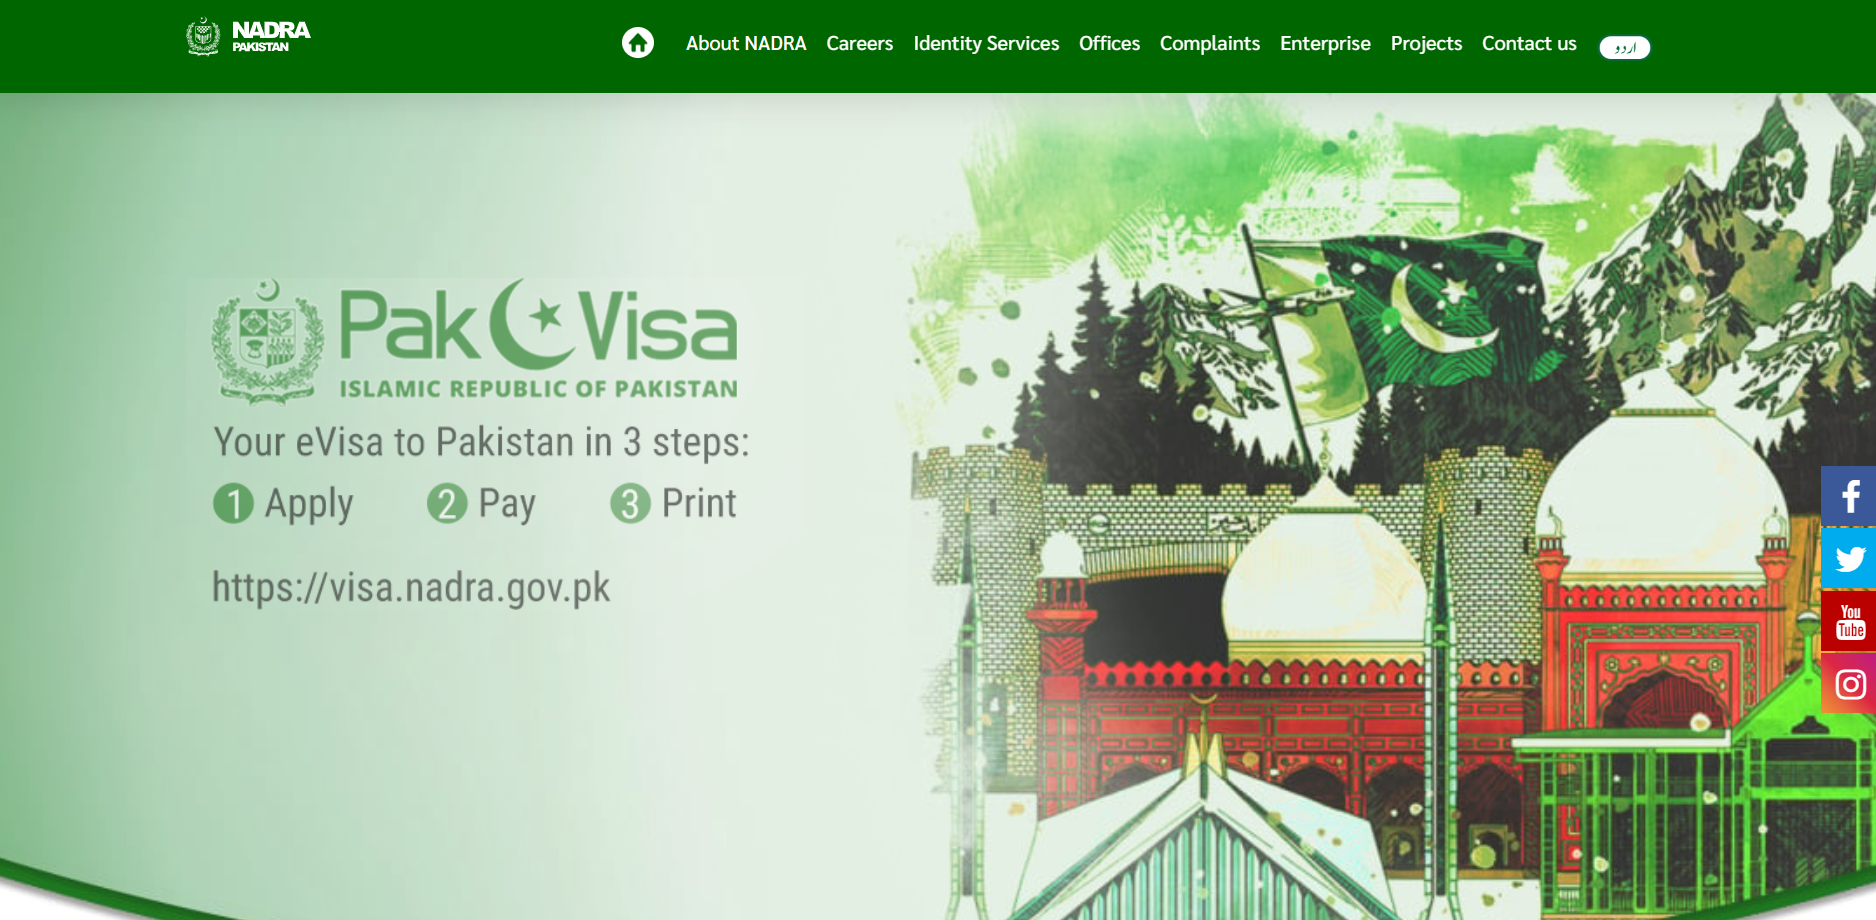 NADRA
PAKISTAN
About NADRA Careers Identity Services Offices Complaints Enterprise Projects Contact us اردو
Pak Visa
ISLAMIC REPUBLIC OF PAKISTAN
Your eVisa to Pakistan in 3 steps:
1 Apply 2 Pay 3 Print
https://visa.nadra.gov.pk
You
Tube